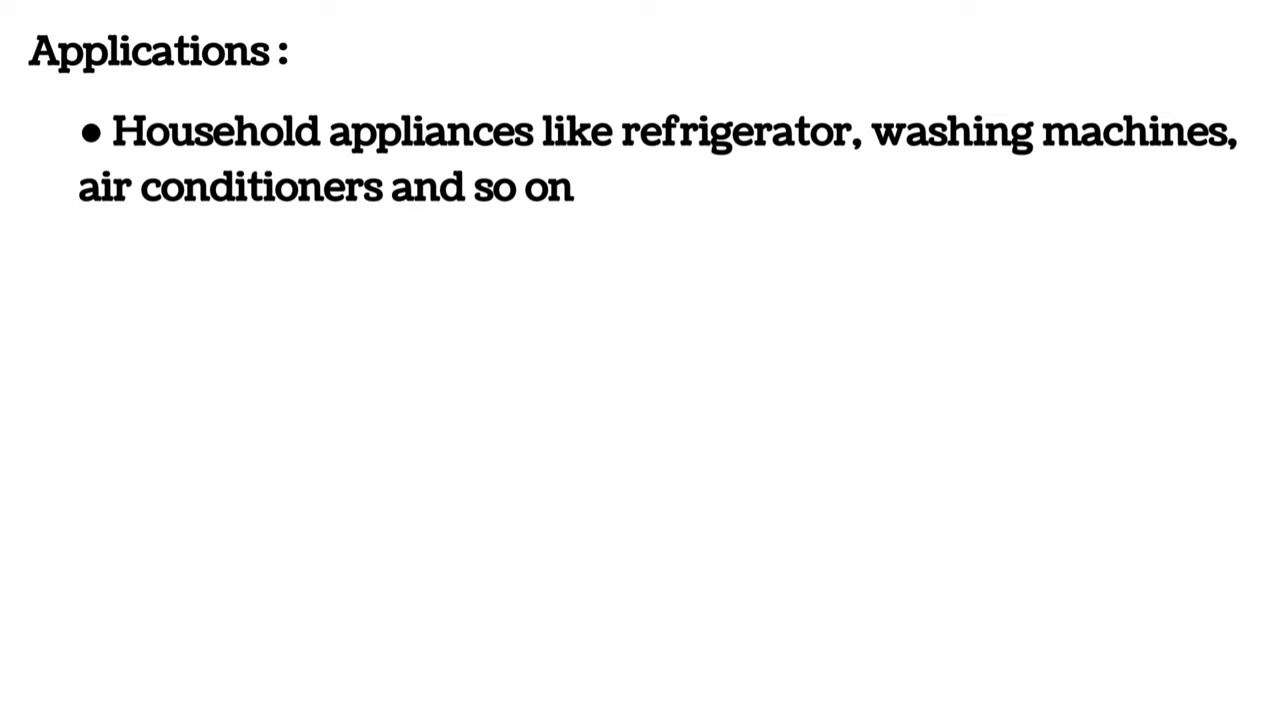 Applications :
● Household appliances like refrigerator, washing machines,
air conditioners and so on